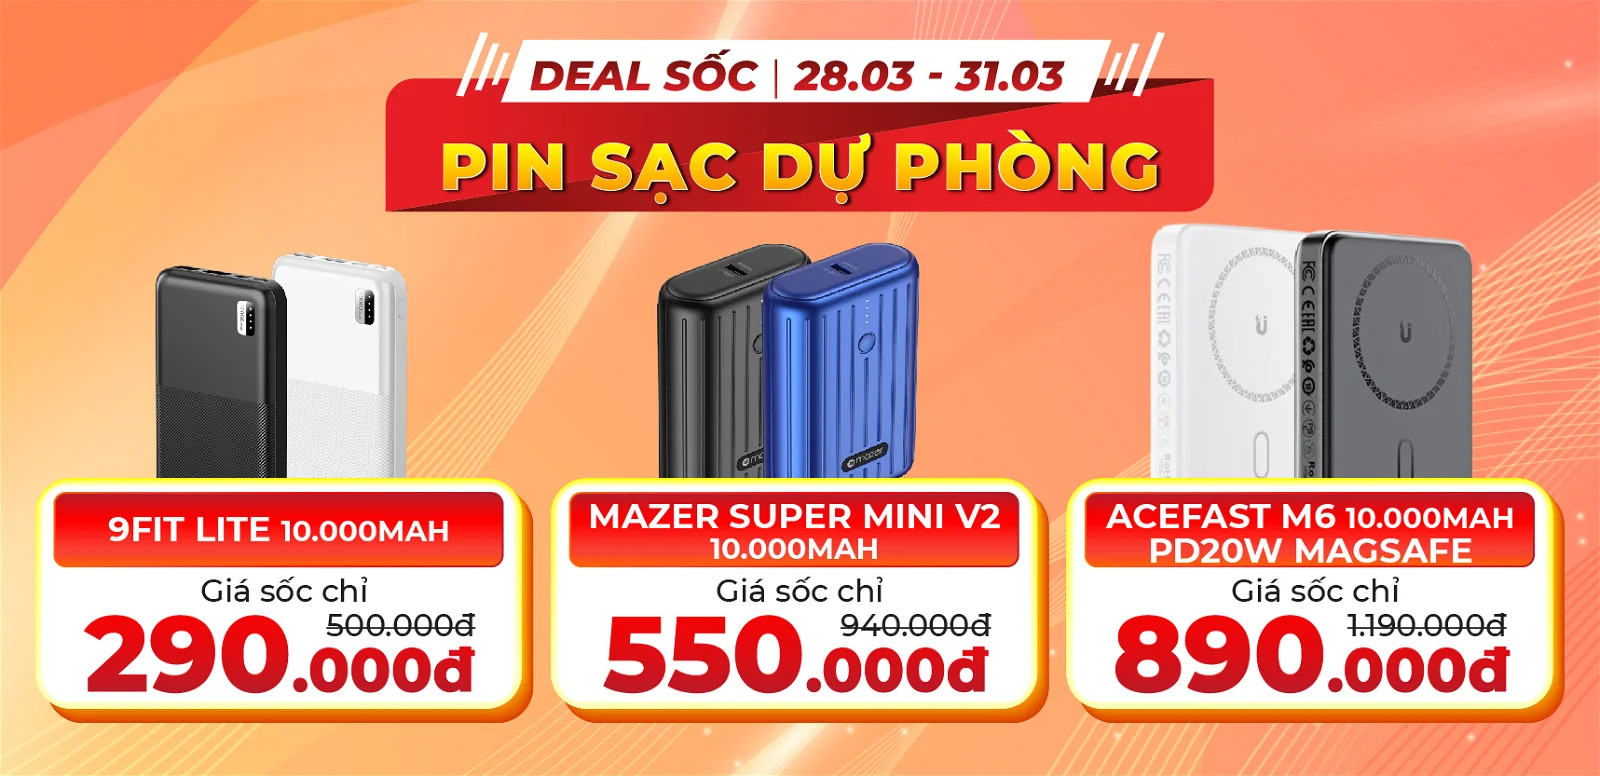 DEAL SỐC | 28.03 - 31.03
PIN SẠC DỰ PHÒNG
mazer
9FIT LITE 10.000MAH
Giá sốc chỉ
500.000đ
290.000đ
MAZER SUPER MINI V2
10.000MAH
Giá sốc chỉ
940.000đ
550.000đ
ACEFAST M6 10.000MAH
PD20W MAGSAFE
Giá sốc chỉ
1.190.000đ
890.000đ